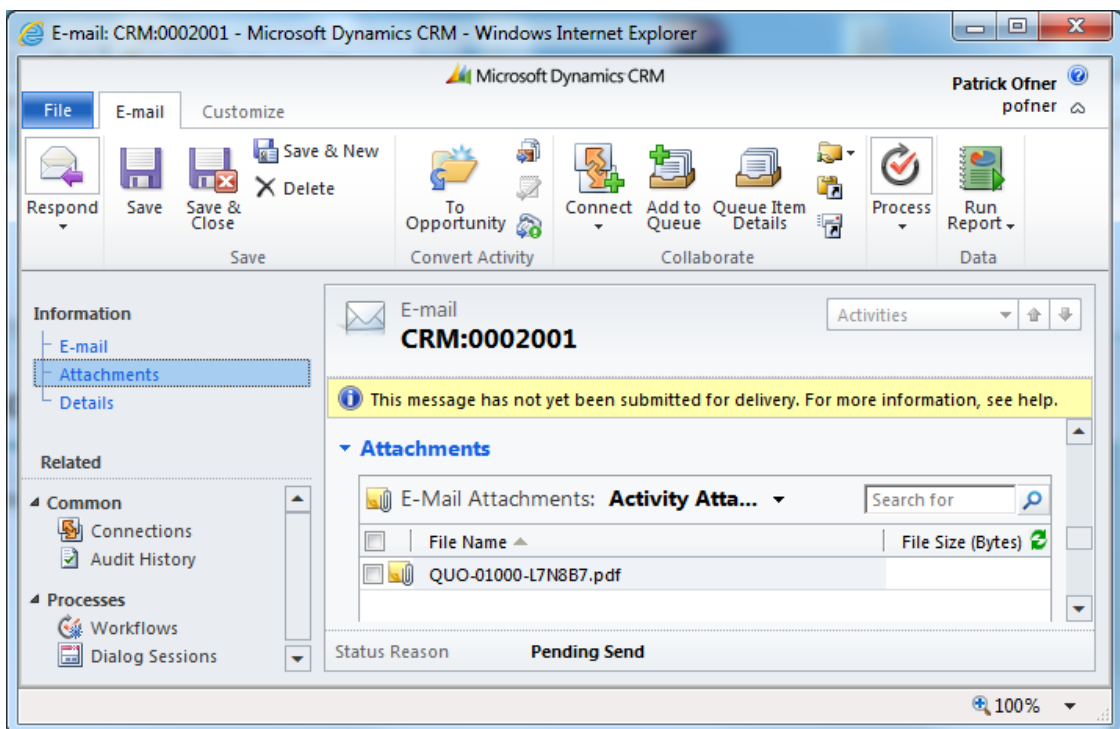 E-mail: CRM:0002001 - Microsoft Dynamics CRM - Windows Internet Explorer
Microsoft Dynamics CRM
Patrick Ofner
pofner
File E-mail Customize
Respond
Save
Save & Close
Save & New
Delete
Save
To Opportunity
Convert Activity
Connect
Add to Queue
Queue Item Details
Collaborate
Process
Run Report
Data
Information
E-mail
Attachments
Details
Related
Common
Connections
Audit History
Processes
Workflows
Dialog Sessions
E-mail
CRM:0002001
Activities
This message has not yet been submitted for delivery. For more information, see help.
Attachments
E-Mail Attachments: Activity Atta...
Search for
File Name File Size (Bytes)
QUO-01000-L7N8B7.pdf
Status Reason Pending Send
100%